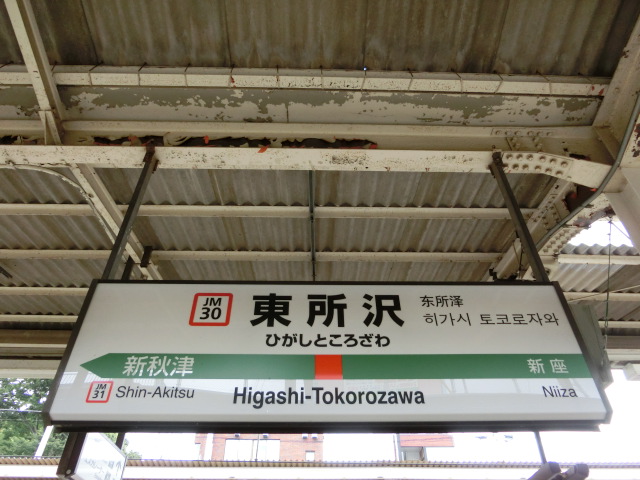 JM 30 東所沢 东所泽
히가시 토코로자와
ひがしところざわ
新秋津 新座
JM 31 Shin-Akitsu Higashi-Tokorozawa Niiza